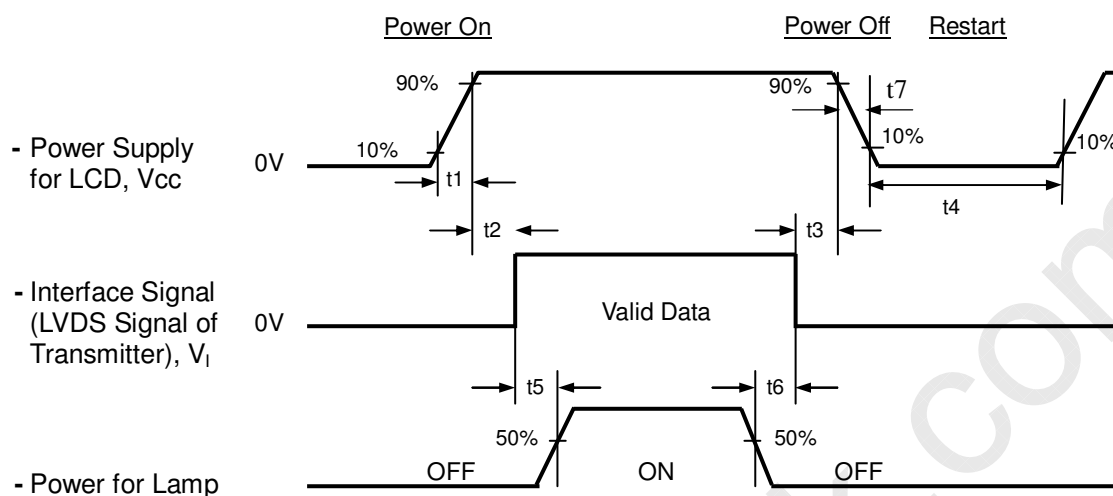 Power On
Power Off Restart
90%
90%
t7
- Power Supply
for LCD, Vcc
0V
10%
10%
10%
t1
t4
t2
t3
- Interface Signal
(LVDS Signal of
Transmitter), VI
0V
Valid Data
t5
t6
50%
50%
- Power for Lamp
OFF
ON
OFF